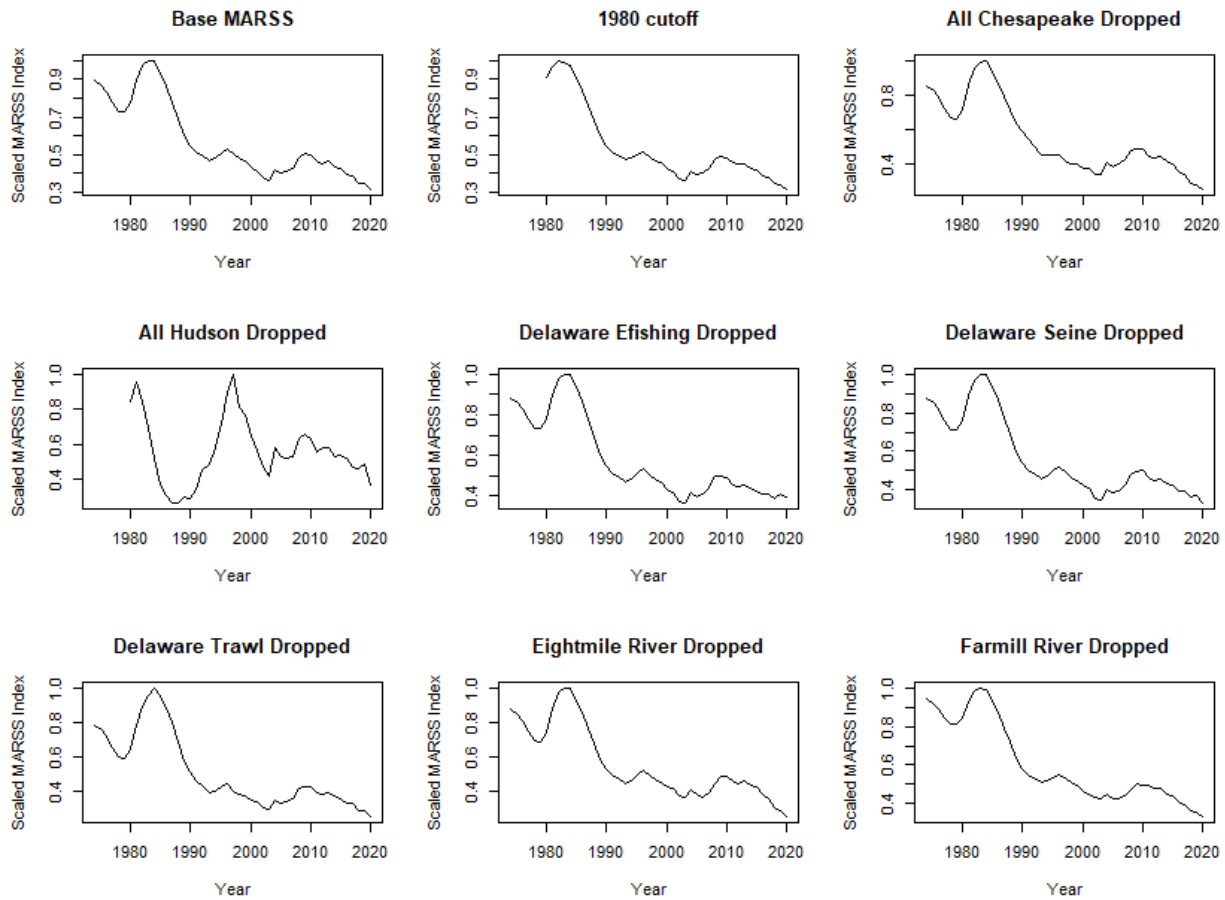 Base MARSS
Scaled MARSS Index
0.3 0.5 0.7 0.9
1980 1990 2000 2010 2020
Year
1980 cutoff
Scaled MARSS Index
0.3 0.5 0.7 0.9
1980 1990 2000 2010 2020
Year
All Chesapeake Dropped
Scaled MARSS Index
0.4 0.8
1980 1990 2000 2010 2020
Year
All Hudson Dropped
Scaled MARSS Index
0.4 0.6 0.8 1.0
1980 1990 2000 2010 2020
Year
Delaware Efishing Dropped
Scaled MARSS Index
0.4 0.6 0.8 1.0
1980 1990 2000 2010 2020
Year
Delaware Seine Dropped
Scaled MARSS Index
0.4 0.6 0.8 1.0
1980 1990 2000 2010 2020
Year
Delaware Trawl Dropped
Scaled MARSS Index
0.4 0.6 0.8 1.0
1980 1990 2000 2010 2020
Year
Eightmile River Dropped
Scaled MARSS Index
0.4 0.6 0.8 1.0
1980 1990 2000 2010 2020
Year
Farmill River Dropped
Scaled MARSS Index
0.4 0.6 0.8 1.0
1980 1990 2000 2010 2020
Year